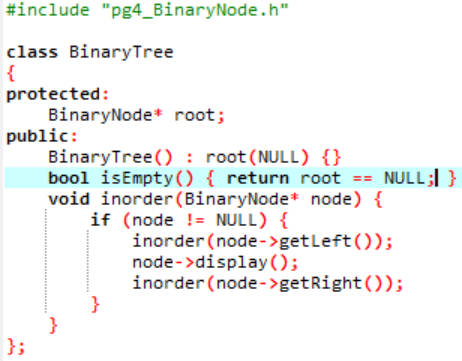 #include "pg4_BinaryNode.h"
class BinaryTree
{
protected:
    BinaryNode* root;
public:
    BinaryTree() : root(NULL) {}
    bool isEmpty() { return root == NULL; }
    void inorder(BinaryNode* node) {
        if (node != NULL) {
            inorder(node->getLeft());
            node->display();
            inorder(node->getRight());
        }
    }
};